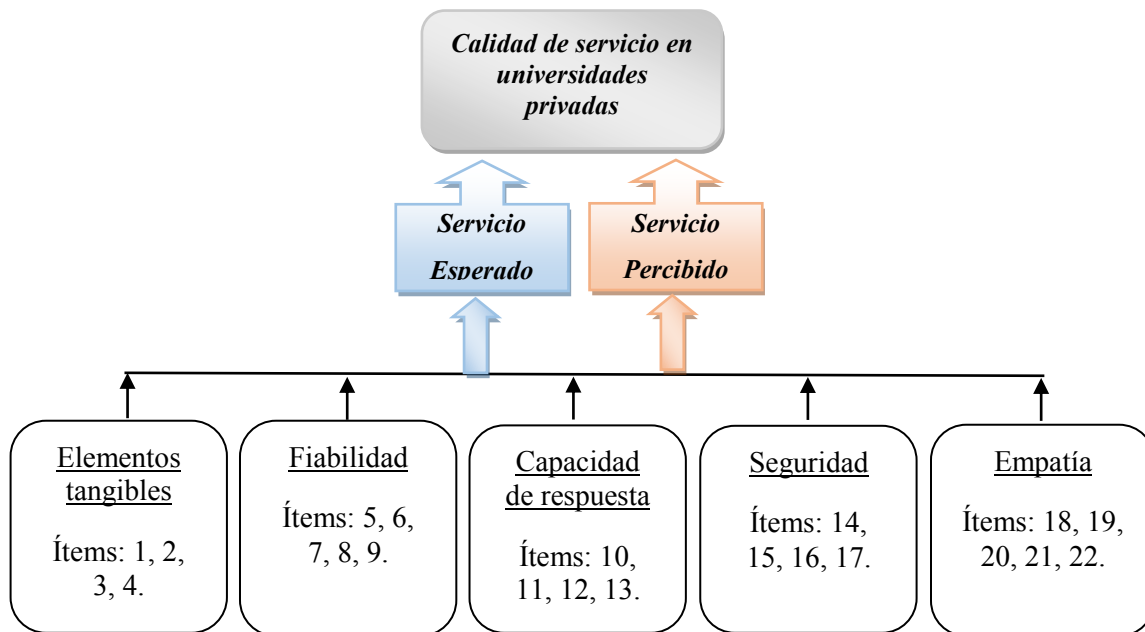 Calidad de servicio en
universidades
privadas
Servicio
Esperado
Servicio
Percibido
Elementos
tangibles
Ítems: 1, 2,
3, 4.
Fiabilidad
Ítems: 5, 6,
7, 8, 9.
Capacidad
de respuesta
Ítems: 10,
11, 12, 13.
Seguridad
Ítems: 14,
15, 16, 17.
Empatía
Ítems: 18, 19,
20, 21, 22.